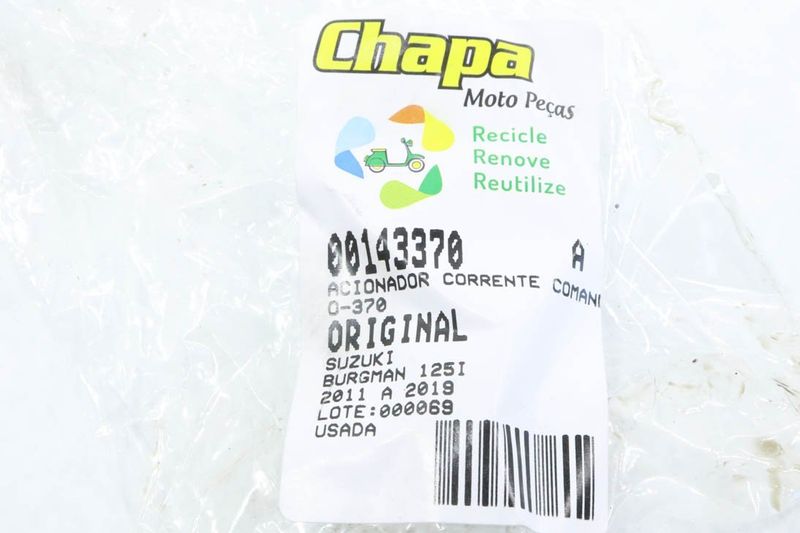 Chapa
Moto Peças
Recicle
Renove
Reutilize
00143370 A
ACIONADOR CORRENTE COMAN
O-370
ORIGINAL
SUZUKI
BURGMAN 125I
2011 A 2019
LOTE:000069
USADA